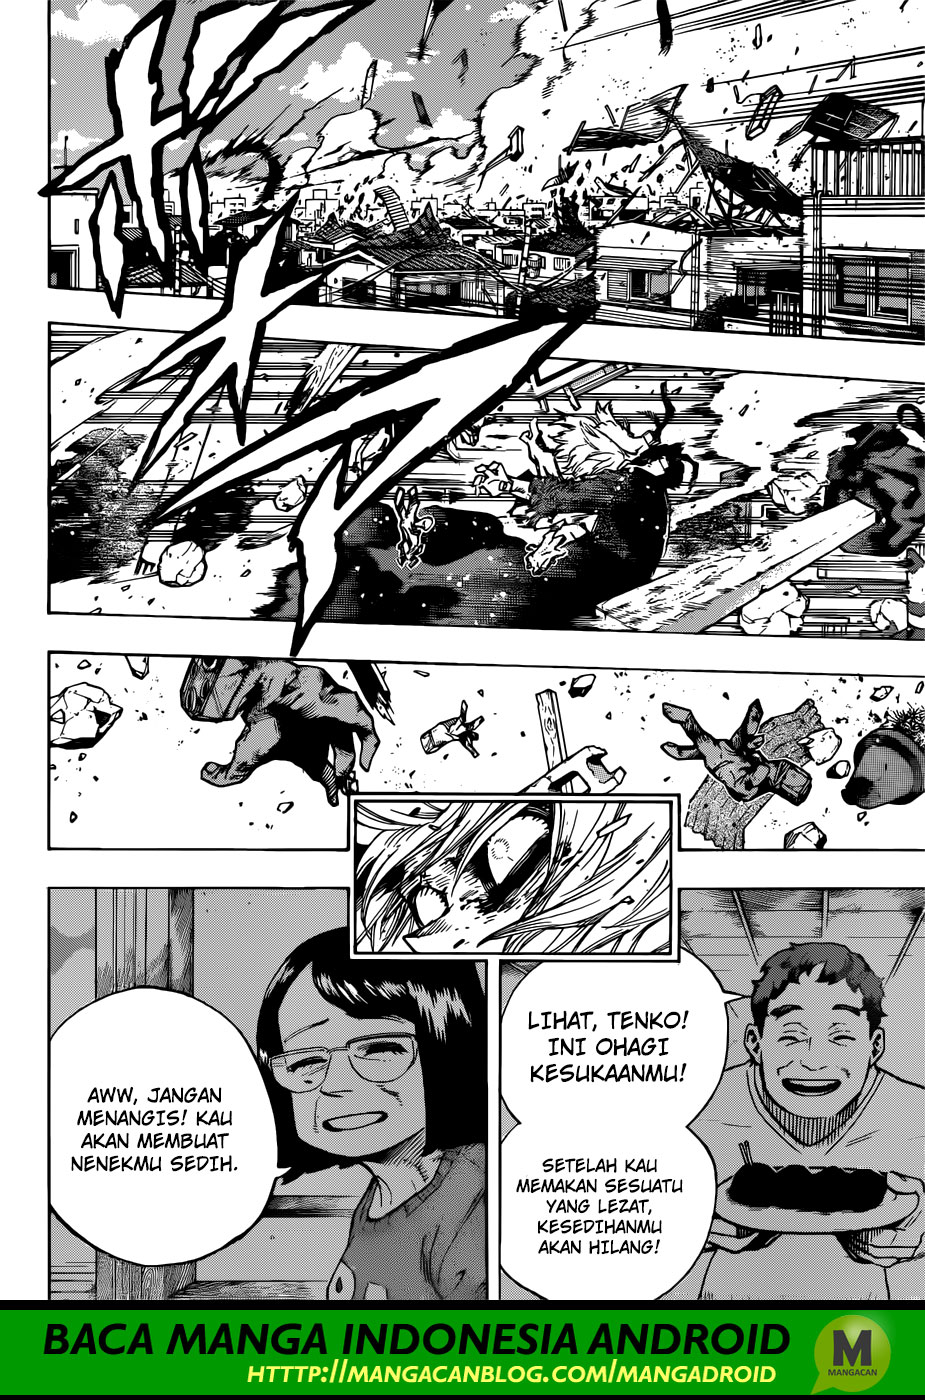 LIHAT, TENKO!
INI OHAGI
KESUKAANMU!
SETELAH KAU
MEMAKAN SESUATU
YANG LEZAT,
KESEDIHANMU
AKAN HILANG!
AWW, JANGAN
MENANGIS! KAU
AKAN MEMBUAT
NENEKMU SEDIH.
BACA MANGA INDONESIA ANDROID
HTTTP://MANGACANBLOG.COM/MANGADROID
M
MANGACAN